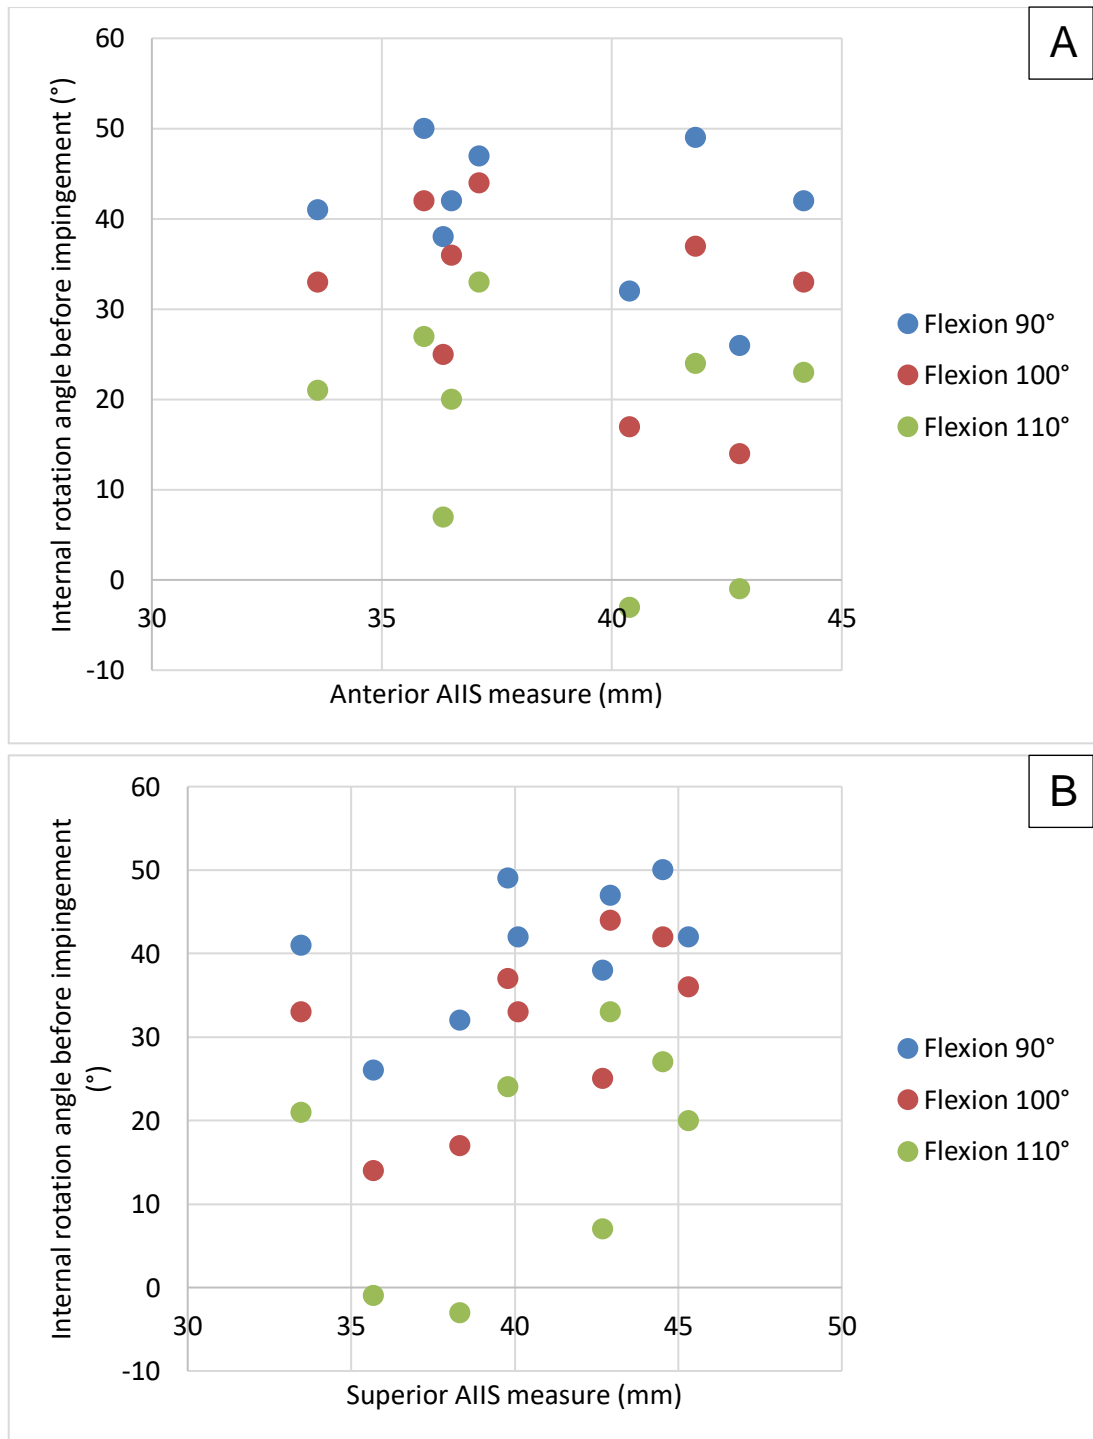 A
Internal rotation angle before impingement (°)
60
50
40
30
20
10
0
-10
30
35
40
45
Anterior AIIS measure (mm)
Flexion 90°
Flexion 100°
Flexion 110°
B
Internal rotation angle before impingement
(°)
60
50
40
30
20
10
0
-10
30
35
40
45
50
Superior AIIS measure (mm)
Flexion 90°
Flexion 100°
Flexion 110°